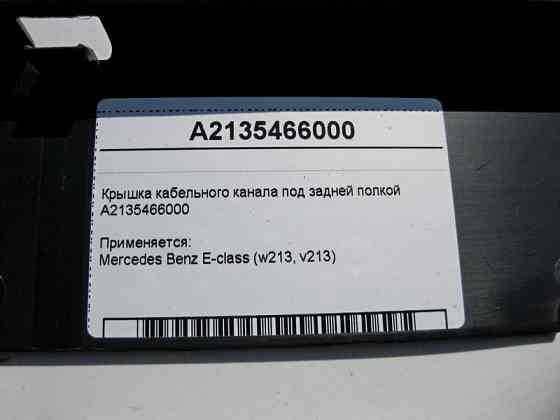 A2135466000
Крышка кабельного канала под задней полкой
A2135466000
Применяется:
Mercedes Benz E-class (w213, v213)